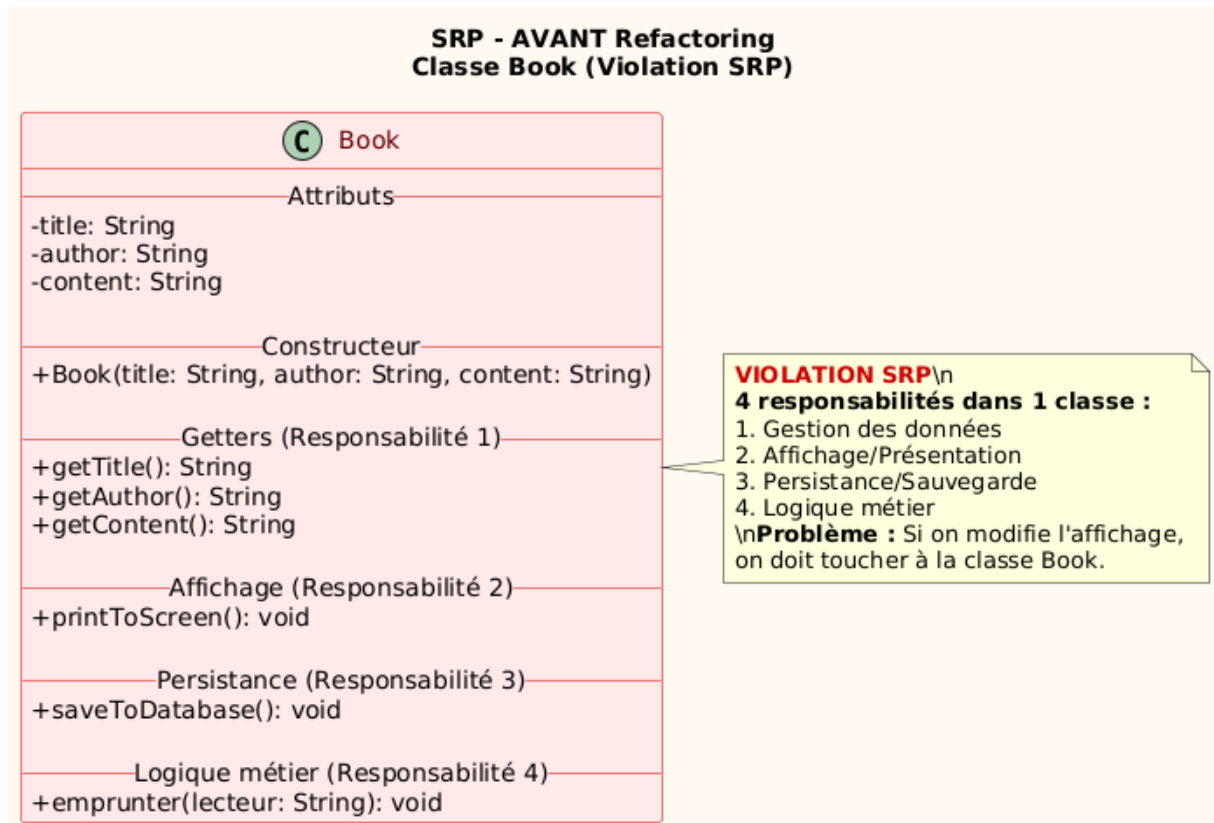 SRP - AVANT Refactoring
Classe Book (Violation SRP)
C Book
Attributs
-title: String
-author: String
-content: String
Constructeur
+Book(title: String, author: String, content: String)
Getters (Responsabilité 1)
+getTitle(): String
+getAuthor(): String
+getContent(): String
Affichage (Responsabilité 2)
+printToScreen(): void
Persistance (Responsabilité 3)
+saveToDatabase(): void
Logique métier (Responsabilité 4)
+emprunter(lecteur: String): void
VIOLATION SRP\n
4 responsabilités dans 1 classe :
1. Gestion des données
2. Affichage/Présentation
3. Persistance/Sauvegarde
4. Logique métier
\nProblème : Si on modifie l'affichage,
on doit toucher à la classe Book.